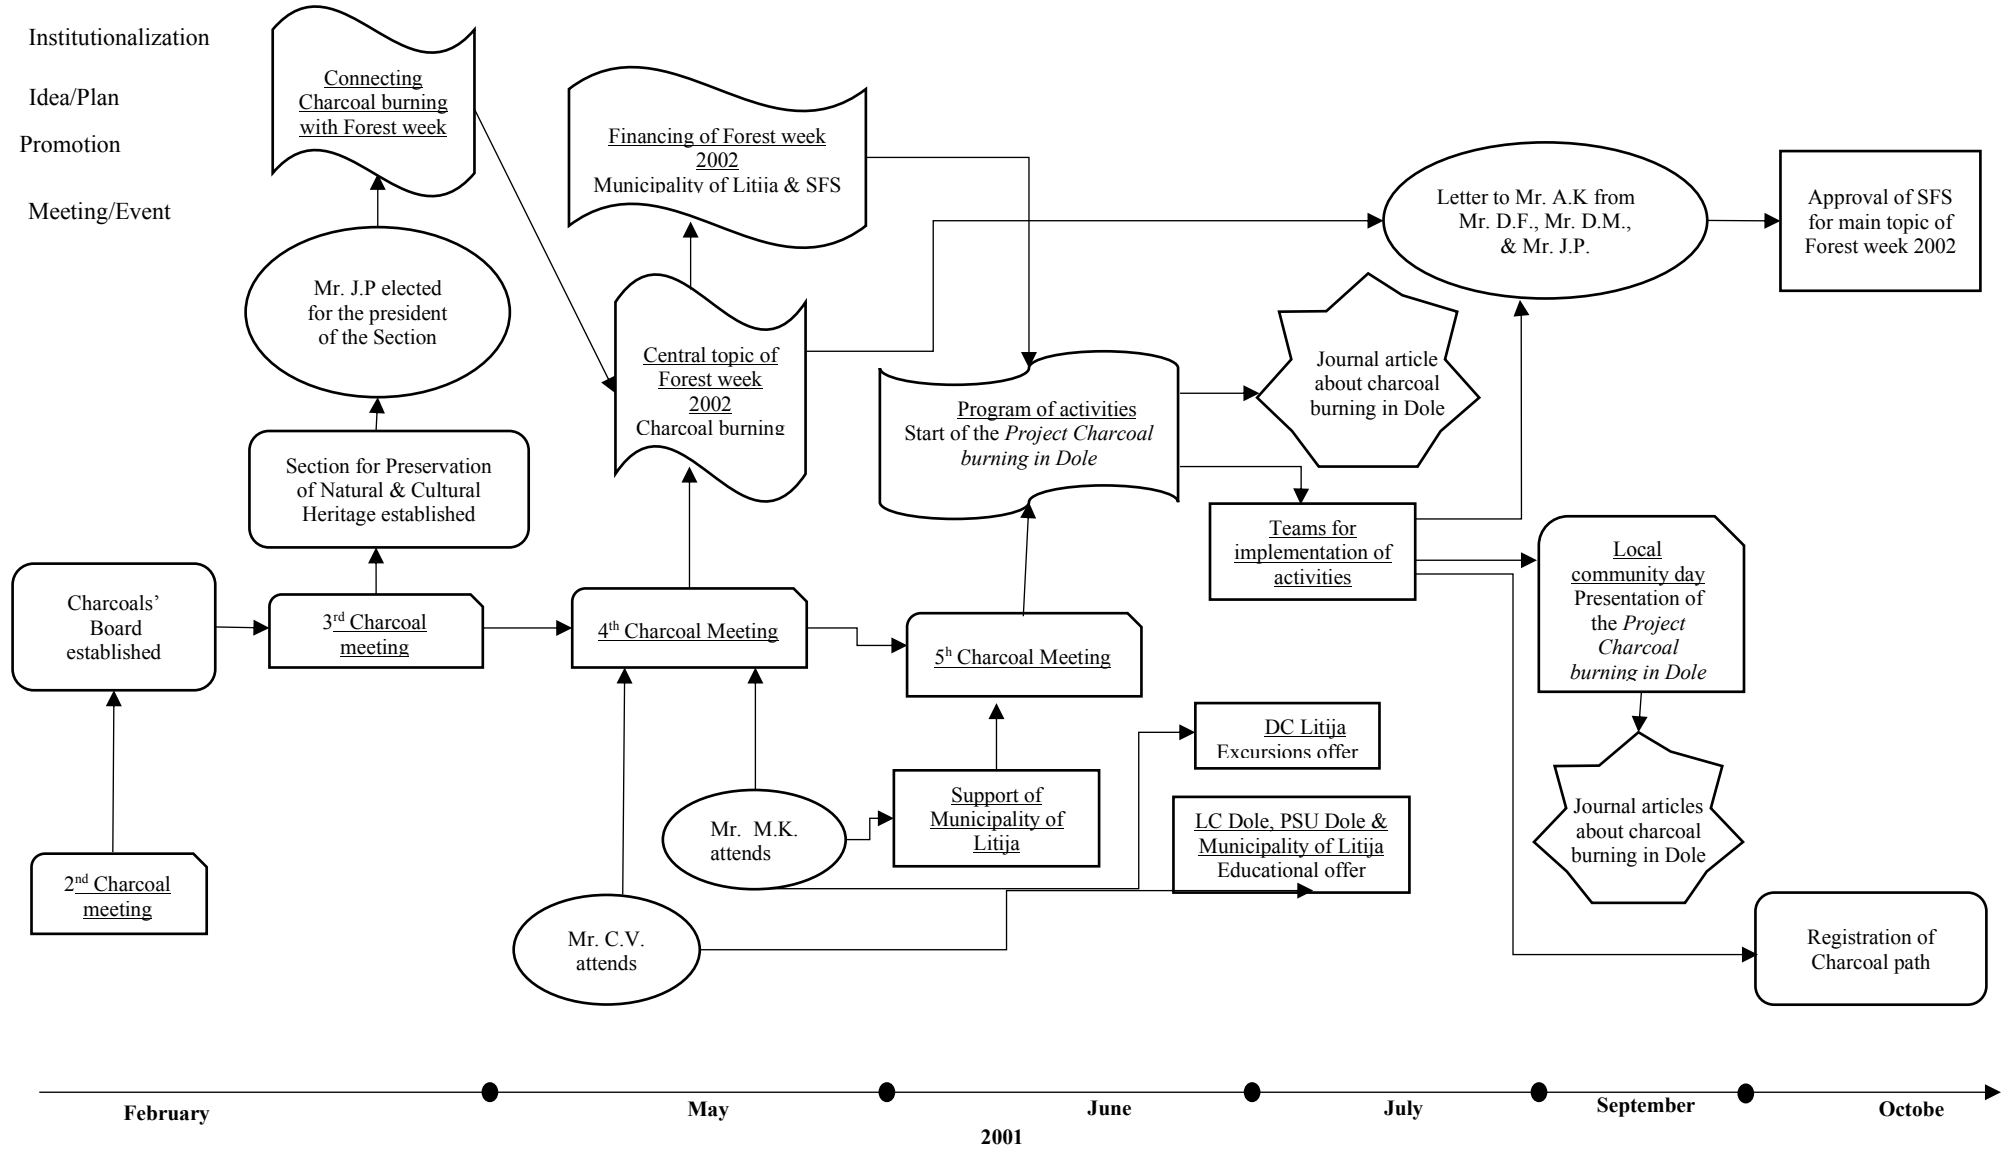 Institutionalization
Idea/Plan
Promotion
Meeting/Event
Connecting
Charcoal burning
with Forest week
Mr. J.P elected
for the president
of the Section
Section for Preservation
of Natural & Cultural
Heritage established
Charcoals’
Board
established
3rd Charcoal
meeting
2nd Charcoal
meeting
Financing of Forest week
2002
Municipality of Litija & SFS
Central topic of
Forest week
2002
Charcoal burning
4th Charcoal Meeting
Mr. M.K.
attends
Mr. C.V.
attends
Program of activities
Start of the Project Charcoal
burning in Dole
5h Charcoal Meeting
Support of
Municipality of
Litija
DC Litija
Excursions offer
LC Dole, PSU Dole &
Municipality of Litija
Educational offer
Letter to Mr. A.K from
Mr. D.F., Mr. D.M.,
& Mr. J.P.
Approval of SFS
for main topic of
Forest week 2002
Journal article
about charcoal
burning in Dole
Teams for
implementation of
activities
Local
community day
Presentation of
the Project
Charcoal
burning in Dole
Journal articles
about charcoal
burning in Dole
Registration of
Charcoal path
February
May
June
July
September
Octobe
2001